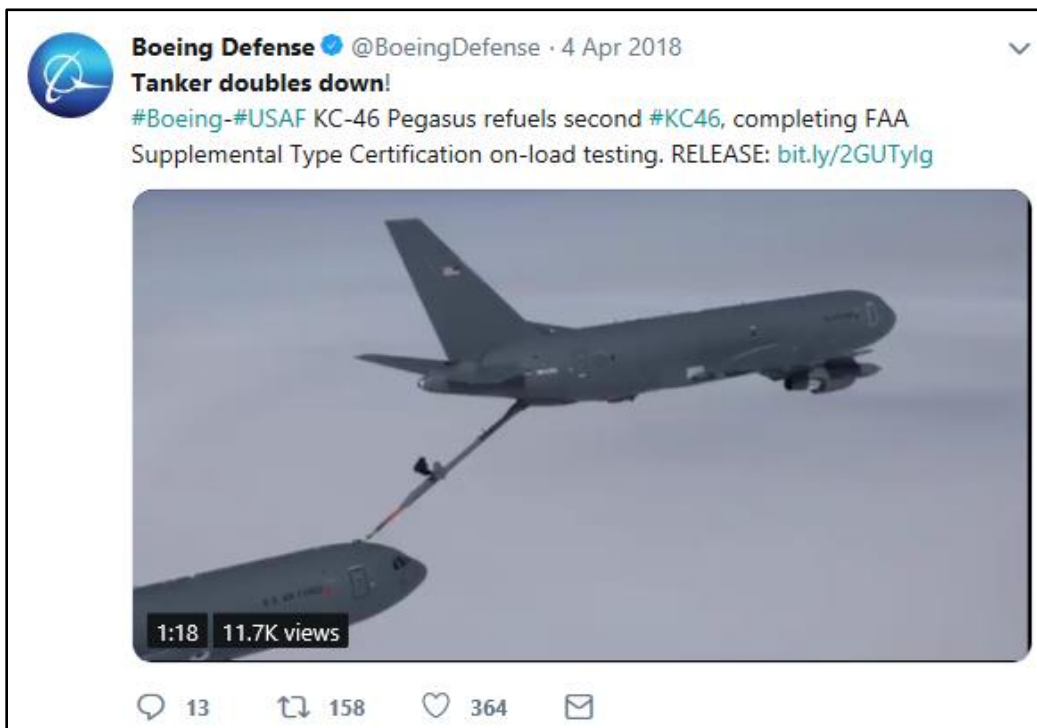 Boeing Defense @BoeingDefense · 4 Apr 2018
Tanker doubles down!
#Boeing-#USAF KC-46 Pegasus refuels second #KC46, completing FAA
Supplemental Type Certification on-load testing. RELEASE: bit.ly/2GUTylg
U.S. AIR FORCE
1:18 11.7K views
13 158 364